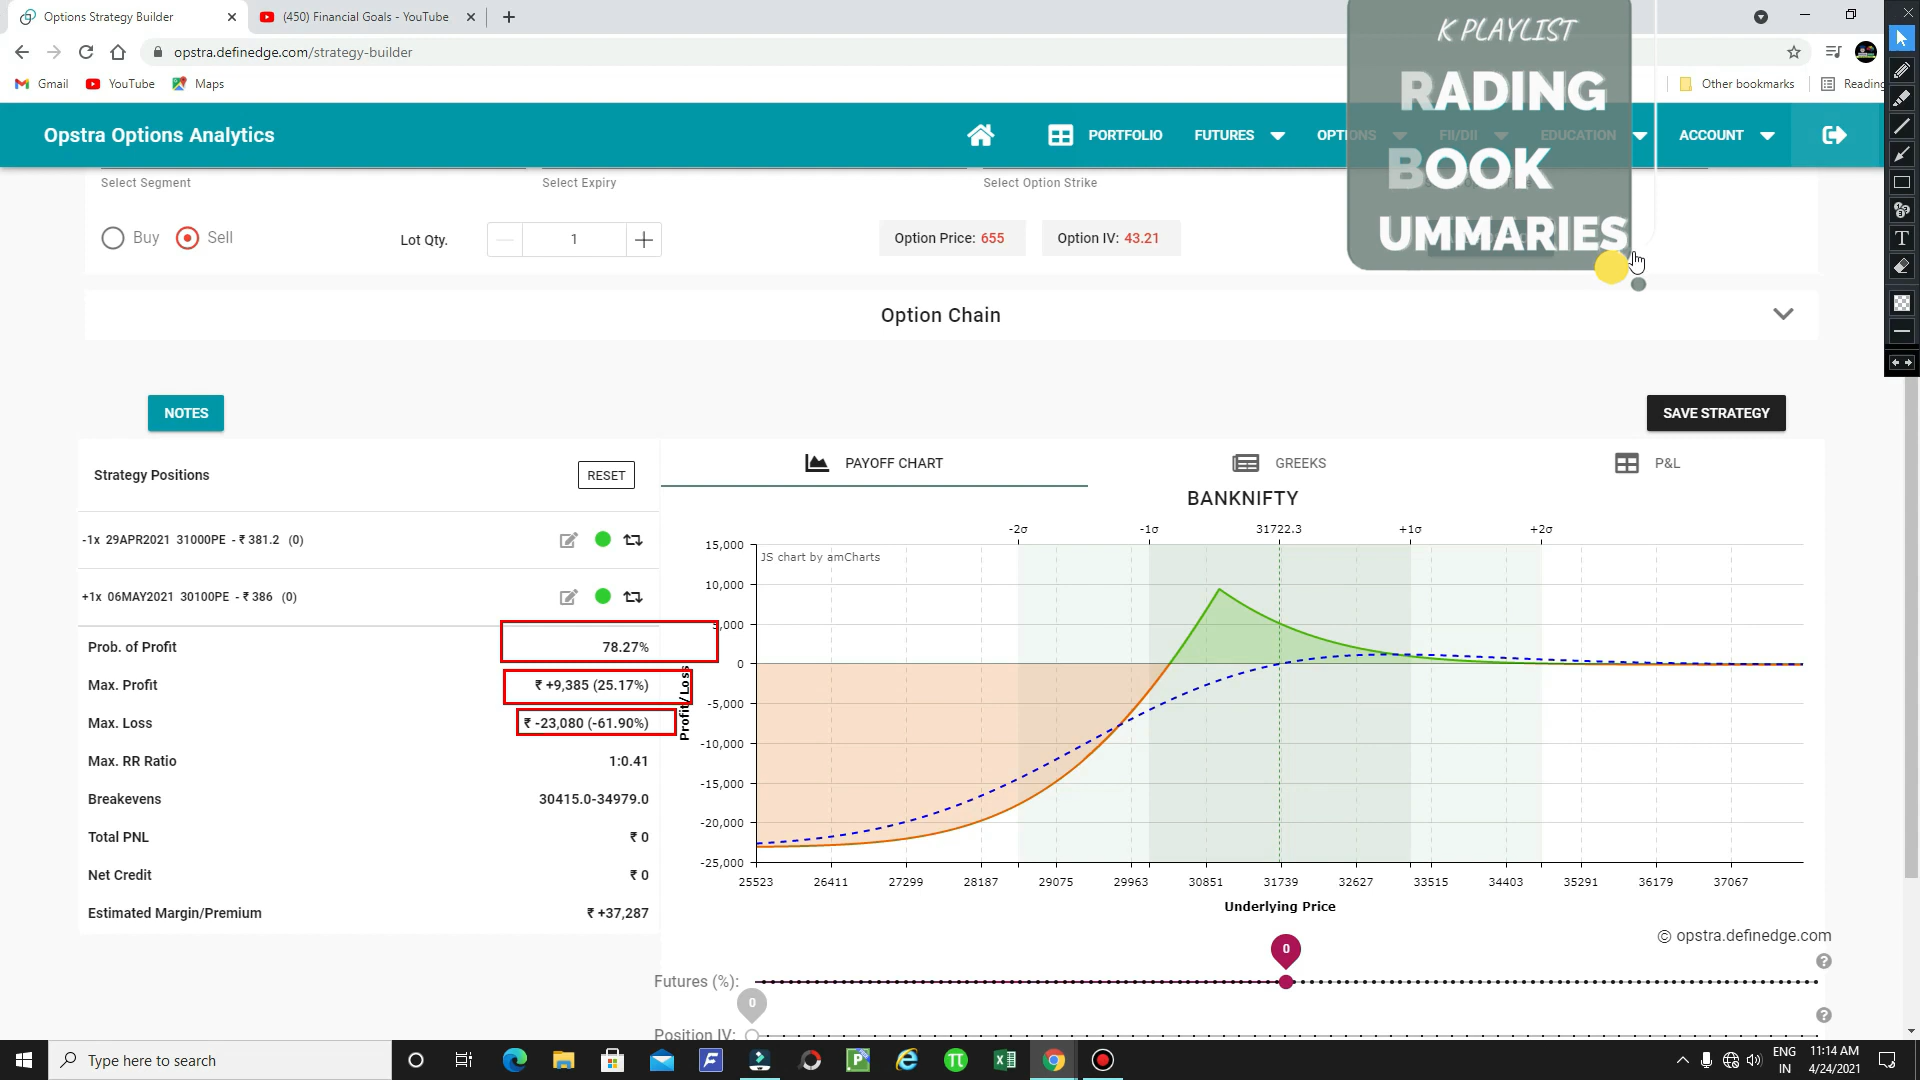 Options Strategy Builder
(450) Financial Goals - YouTube
opstra.definedge.com/strategy-builder
Gmail
YouTube
Maps
Other bookmarks
Reading
K PLAYLIST
RADING
BOOK
UMMARIES
Opstra Options Analytics
PORTFOLIO
FUTURES
OPTIONS
FII/DII
EDUCATION
ACCOUNT
Select Segment
Select Expiry
Select Option Strike
Buy
Sell
Lot Qty.
1
Option Price: 655
Option IV: 43.21
Option Chain
NOTES
SAVE STRATEGY
Strategy Positions
RESET
PAYOFF CHART
GREEKS
P&L
-1x 29APR2021 31000PE - ₹ 381.2 (0)
+1x 06MAY2021 30100PE - ₹ 386 (0)
Prob. of Profit 78.27%
Max. Profit ₹ +9,385 (25.17%)
Max. Loss ₹ -23,080 (-61.90%)
Max. RR Ratio 1:0.41
Breakevens 30415.0-34979.0
Total PNL ₹ 0
Net Credit ₹ 0
Estimated Margin/Premium ₹ +37,287
BANKNIFTY
-2σ -1σ 31722.3 +1σ +2σ
JS chart by amCharts
15,000
10,000
5,000
0
-5,000
-10,000
-15,000
-20,000
-25,000
Profit/Loss
25523 26411 27299 28187 29075 29963 30851 31739 32627 33515 34403 35291 36179 37067
Underlying Price
© opstra.definedge.com
0
Futures (%):
0
Position IV:
Type here to search
ENG
IN
11:14 AM
4/24/2021